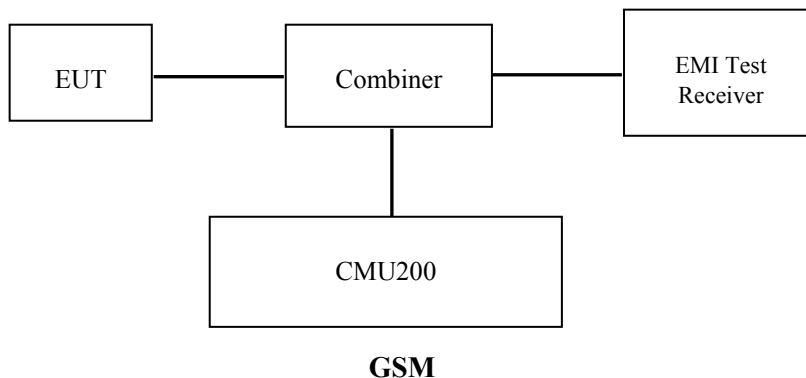 EUT
Combiner
EMI Test
Receiver
CMU200
GSM